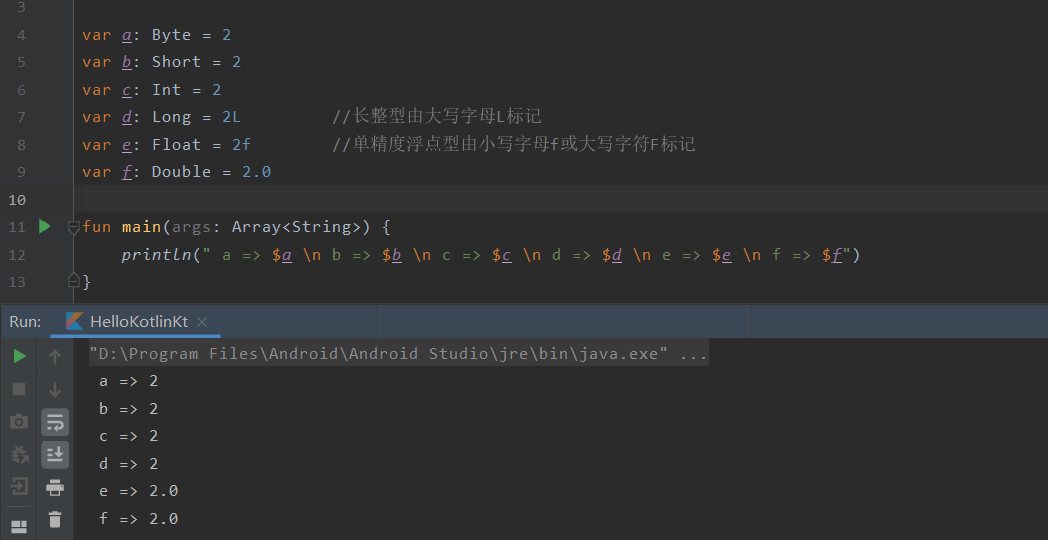 3
4 var a: Byte = 2
5 var b: Short = 2
6 var c: Int = 2
7 var d: Long = 2L //长整型由大写字母L标记
8 var e: Float = 2f //单精度浮点型由小写字母f或大写字符F标记
9 var f: Double = 2.0
10
11 fun main(args: Array<String>) {
12 println(" a => $a \n b => $b \n c => $c \n d => $d \n e => $e \n f => $f")
13 }
Run: HelloKotlinKt ×
"D:\Program Files\Android\Android Studio\jre\bin\java.exe" ...
a => 2
b => 2
c => 2
d => 2
e => 2.0
f => 2.0